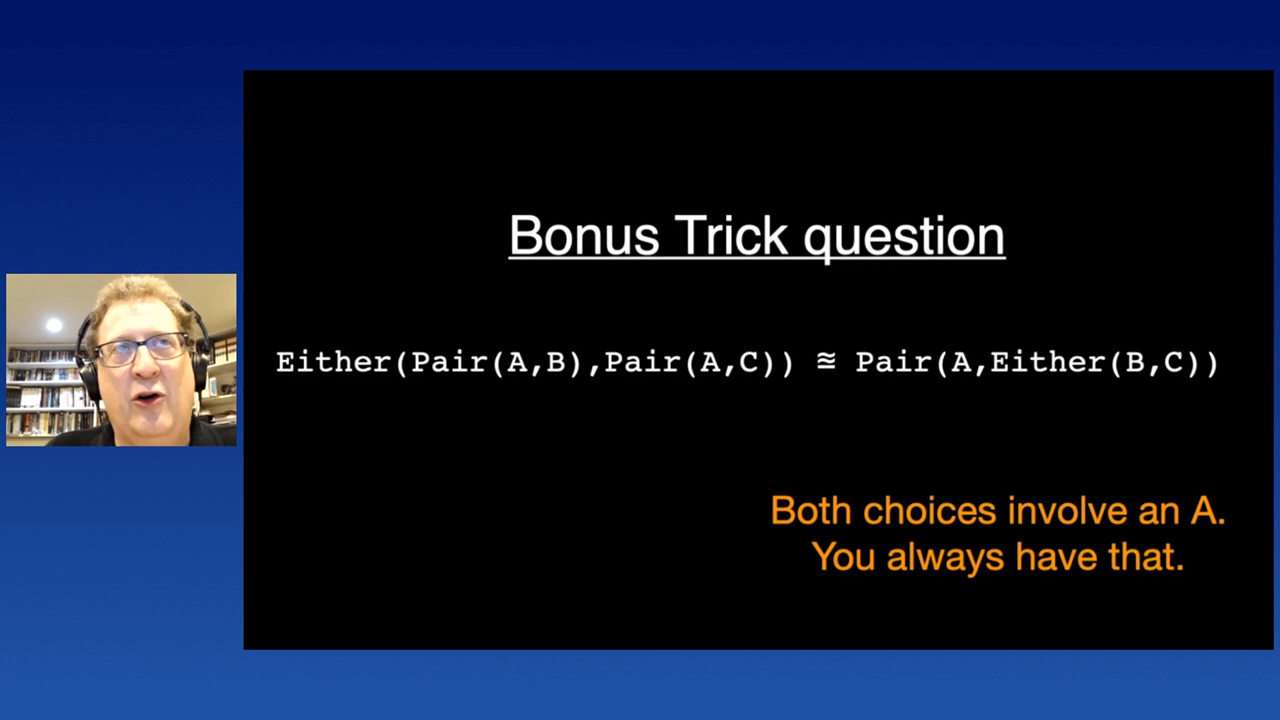 Bonus Trick question
Either(Pair(A,B),Pair(A,C)) ≅ Pair(A,Either(B,C))
Both choices involve an A.
You always have that.